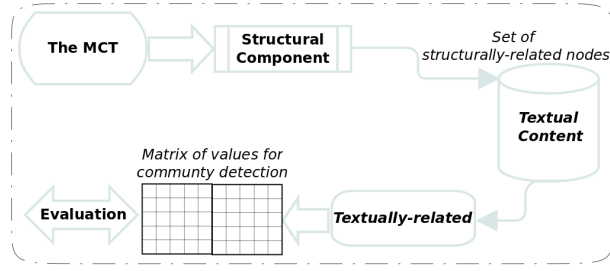 The MCT
Structural
Component
Set of
structurally-related nodes
Textual
Content
Matrix of values for
communty detection
Evaluation
Textually-related